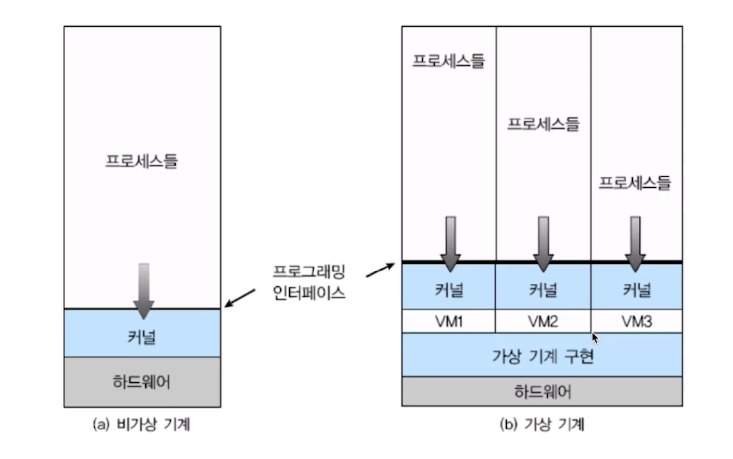 프로세스들
커널
하드웨어
(a) 비가상 기계
프로그래밍
인터페이스
프로세스들
프로세스들
프로세스들
커널
커널
커널
VM1
VM2
VM3
가상 기계 구현
하드웨어
(b) 가상 기계